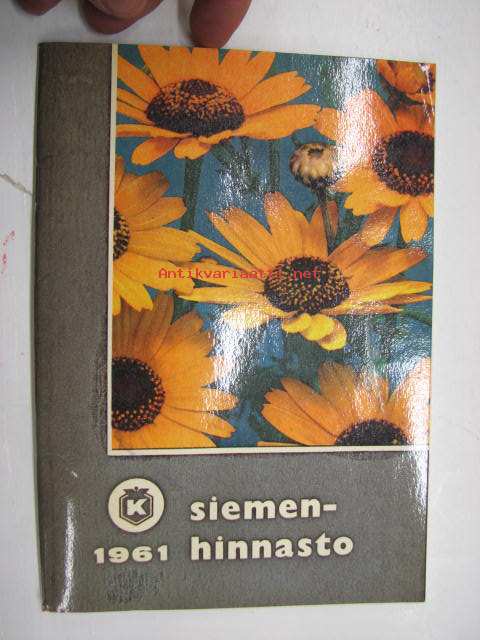 Antikvariaatti.net
K
siemen-
1961 hinnasto